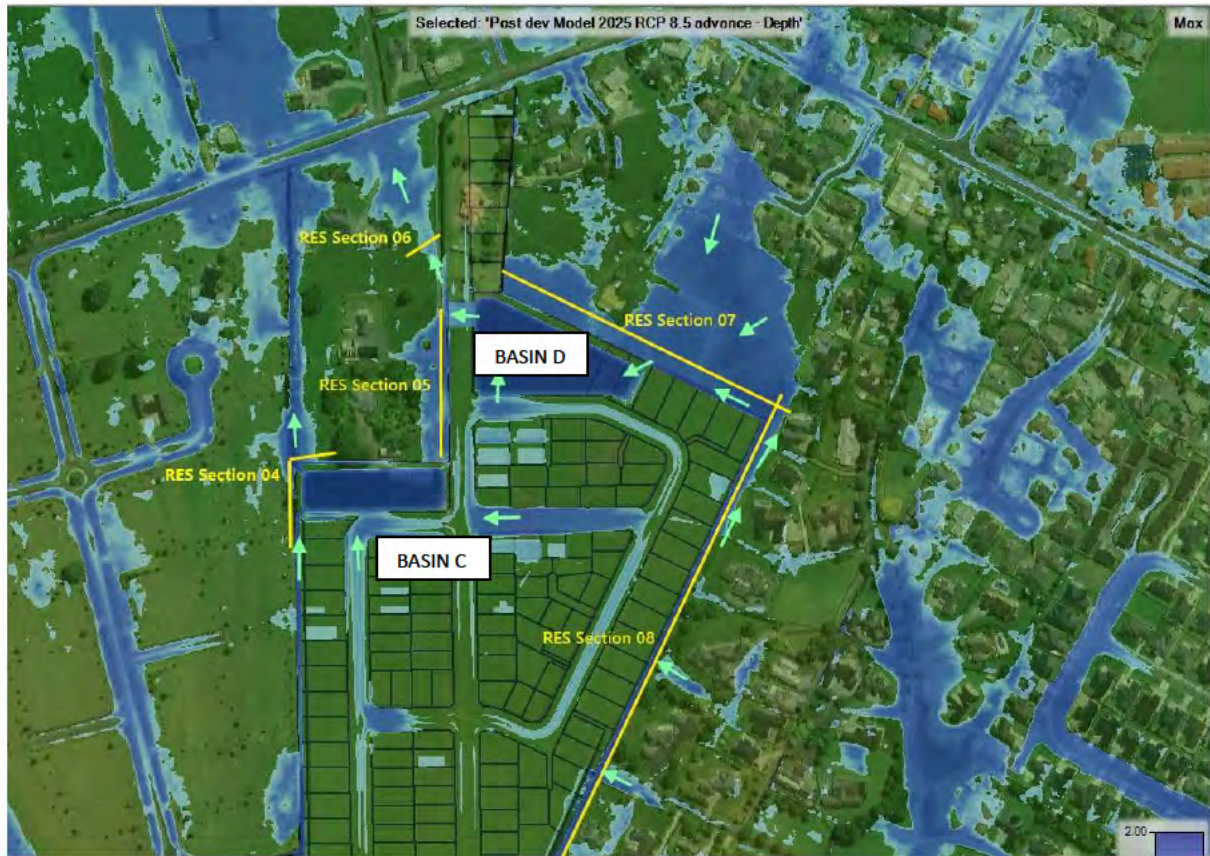 Selected: 'Post dev Model 2025 RCP 8.5 advance - Depth'
Max
RES Section 06
RES Section 07
BASIN D
RES Section 05
RES Section 04
BASIN C
RES Section 08
2.00